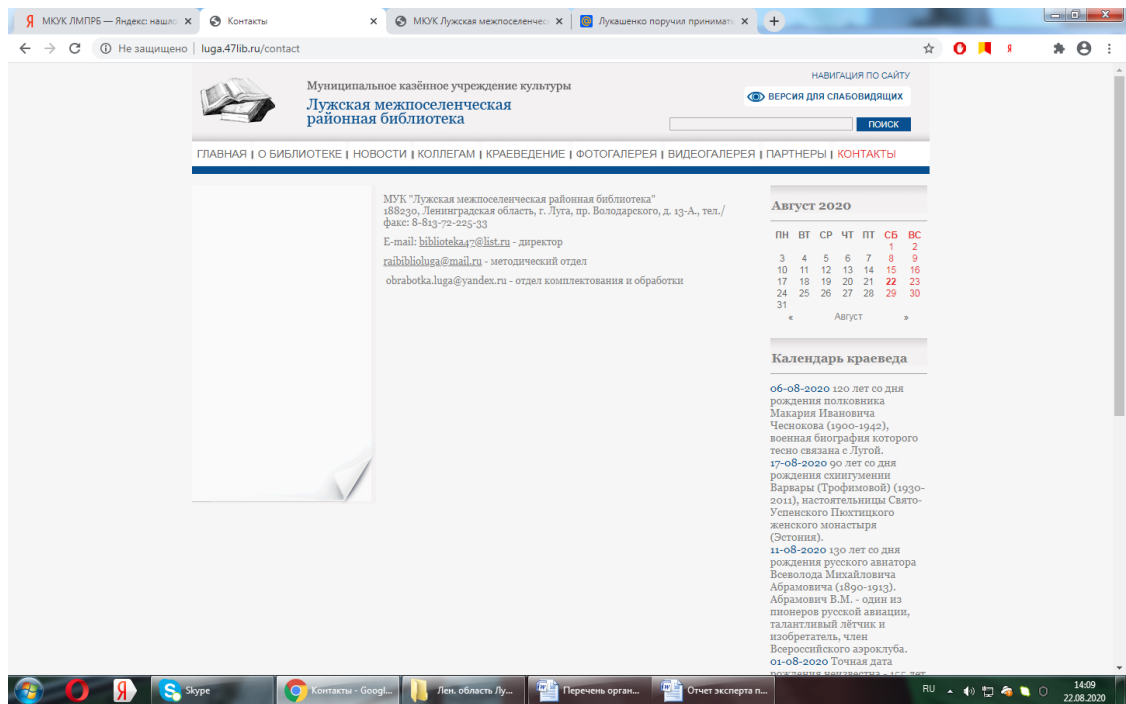 МКУК ЛМПРБ — Яндекс: нашло
Контакты
МКУК Лужская межпоселенчес
Лукашенко поручил принимать
Не защищено | luga.47lib.ru/contact
НАВИГАЦИЯ ПО САЙТУ
Муниципальное казённое учреждение культуры
ВЕРСИЯ ДЛЯ СЛАБОВИДЯЩИХ
Лужская межпоселенческая
районная библиотека
ПОИСК
ГЛАВНАЯ | О БИБЛИОТЕКЕ | НОВОСТИ | КОЛЛЕГАМ | КРАЕВЕДЕНИЕ | ФОТОГАЛЕРЕЯ | ВИДЕОГАЛЕРЕЯ | ПАРТНЕРЫ | КОНТАКТЫ
МУК "Лужская межпоселенческая районная библиотека"
188230, Ленинградская область, г. Луга, пр. Володарского, д. 13-А., тел./
факс: 8-813-72-225-33
E-mail: biblioteka47@list.ru - директор
raibiblioluga@mail.ru - методический отдел
obrabotka.luga@yandex.ru - отдел комплектования и обработки
Август 2020
ПН ВТ СР ЧТ ПТ СБ ВС
1 2
3 4 5 6 7 8 9
10 11 12 13 14 15 16
17 18 19 20 21 22 23
24 25 26 27 28 29 30
31
« Август »
Календарь краеведа
06-08-2020 120 лет со дня
рождения полковника
Макария Ивановича
Чеснокова (1900-1942),
военная биография которого
тесно связана с Лугой.
17-08-2020 90 лет со дня
рождения схиигумении
Варвары (Трофимовой) (1930-
2011), настоятельницы Свято-
Успенского Пюхтицкого
женского монастыря
(Эстония).
11-08-2020 130 лет со дня
рождения русского авиатора
Всеволода Михайловича
Абрамовича (1890-1913).
Абрамович В.М. - один из
пионеров русской авиации,
талантливый лётчик и
изобретатель, член
Всероссийского аэроклуба.
01-08-2020 Точная дата
рождения неизвестна - 155 лет
Skype
Контакты - Googl...
Лен. область Лу...
Перечень орган...
Отчет эксперта п...
RU
14:09
22.08.2020